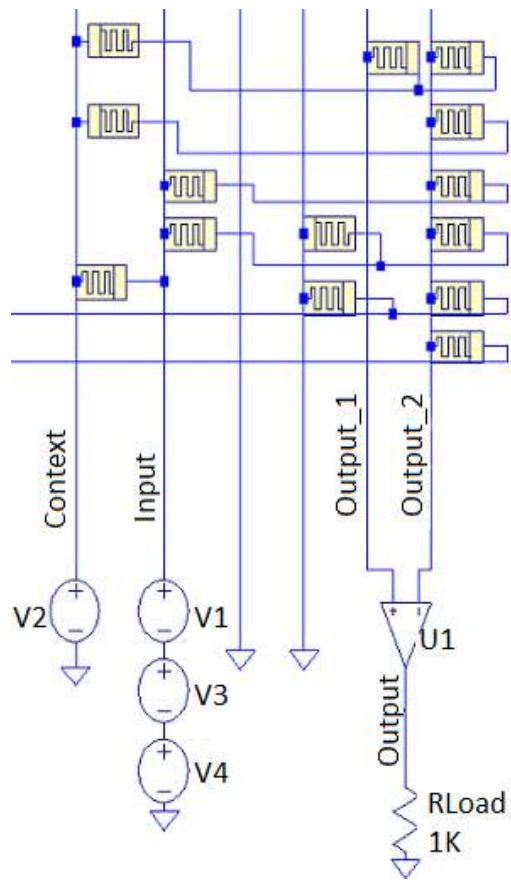 Context
Input
Output_1
Output_2
V2
V1
U1
V3
Output
V4
RLoad
1K